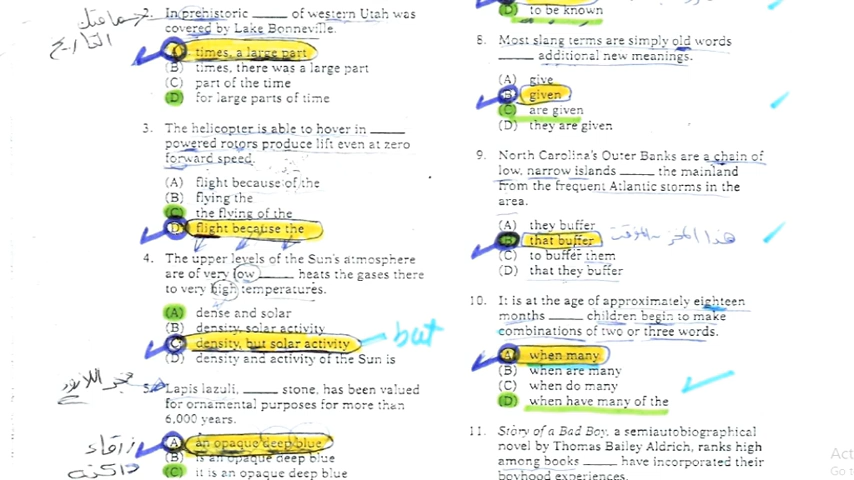 2. In prehistoric ____ of western Utah was
covered by Lake Bonneville.
times, a large part
(B) times, there was a large part
(C) part of the time
(D) for large parts of time
3. The helicopter is able to hover in ____
powered rotors produce lift even at zero
forward speed.
(A) flight because of the
(B) flying the
(C) the flying of the
(D) flight because the
4. The upper levels of the Sun's atmosphere
are of very low ____ heats the gases there
to very high temperatures.
(A) dense and solar
(B) density, solar activity
(C) density, but solar activity
but
(D) density and activity of the Sun is
5. Lapis lazuli, ____ stone, has been valued
for ornamental purposes for more than
6,000 years.
زرقاء
داكنة
(A) an opaque deep blue
(B) is an opaque deep blue
(C) it is an opaque deep blue
(D) to be known
8. Most slang terms are simply old words
____ additional new meanings.
(A) give
(B) given
(C) are given
(D) they are given
9. North Carolina's Outer Banks are a chain of
low, narrow islands ____ the mainland
from the frequent Atlantic storms in the
area.
(A) they buffer
(B) that buffer
(C) to buffer them
(D) that they buffer
10. It is at the age of approximately eighteen
months ____ children begin to make
combinations of two or three words.
(A) when many
(B) when are many
(C) when do many
(D) when have many of the
11. Story of a Bad Boy, a semiautobiographical
novel by Thomas Bailey Aldrich, ranks high
among books ____ have incorporated their
boyhood experiences.
Act
Go t